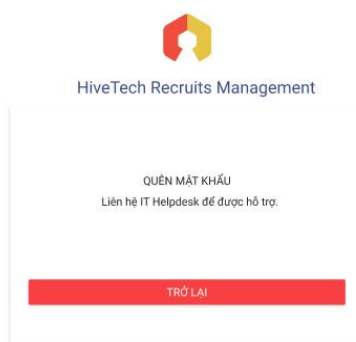 HiveTech Recruits Management
QUÊN MẬT KHẨU
Liên hệ IT Helpdesk để được hỗ trợ.
TRỞ LẠI